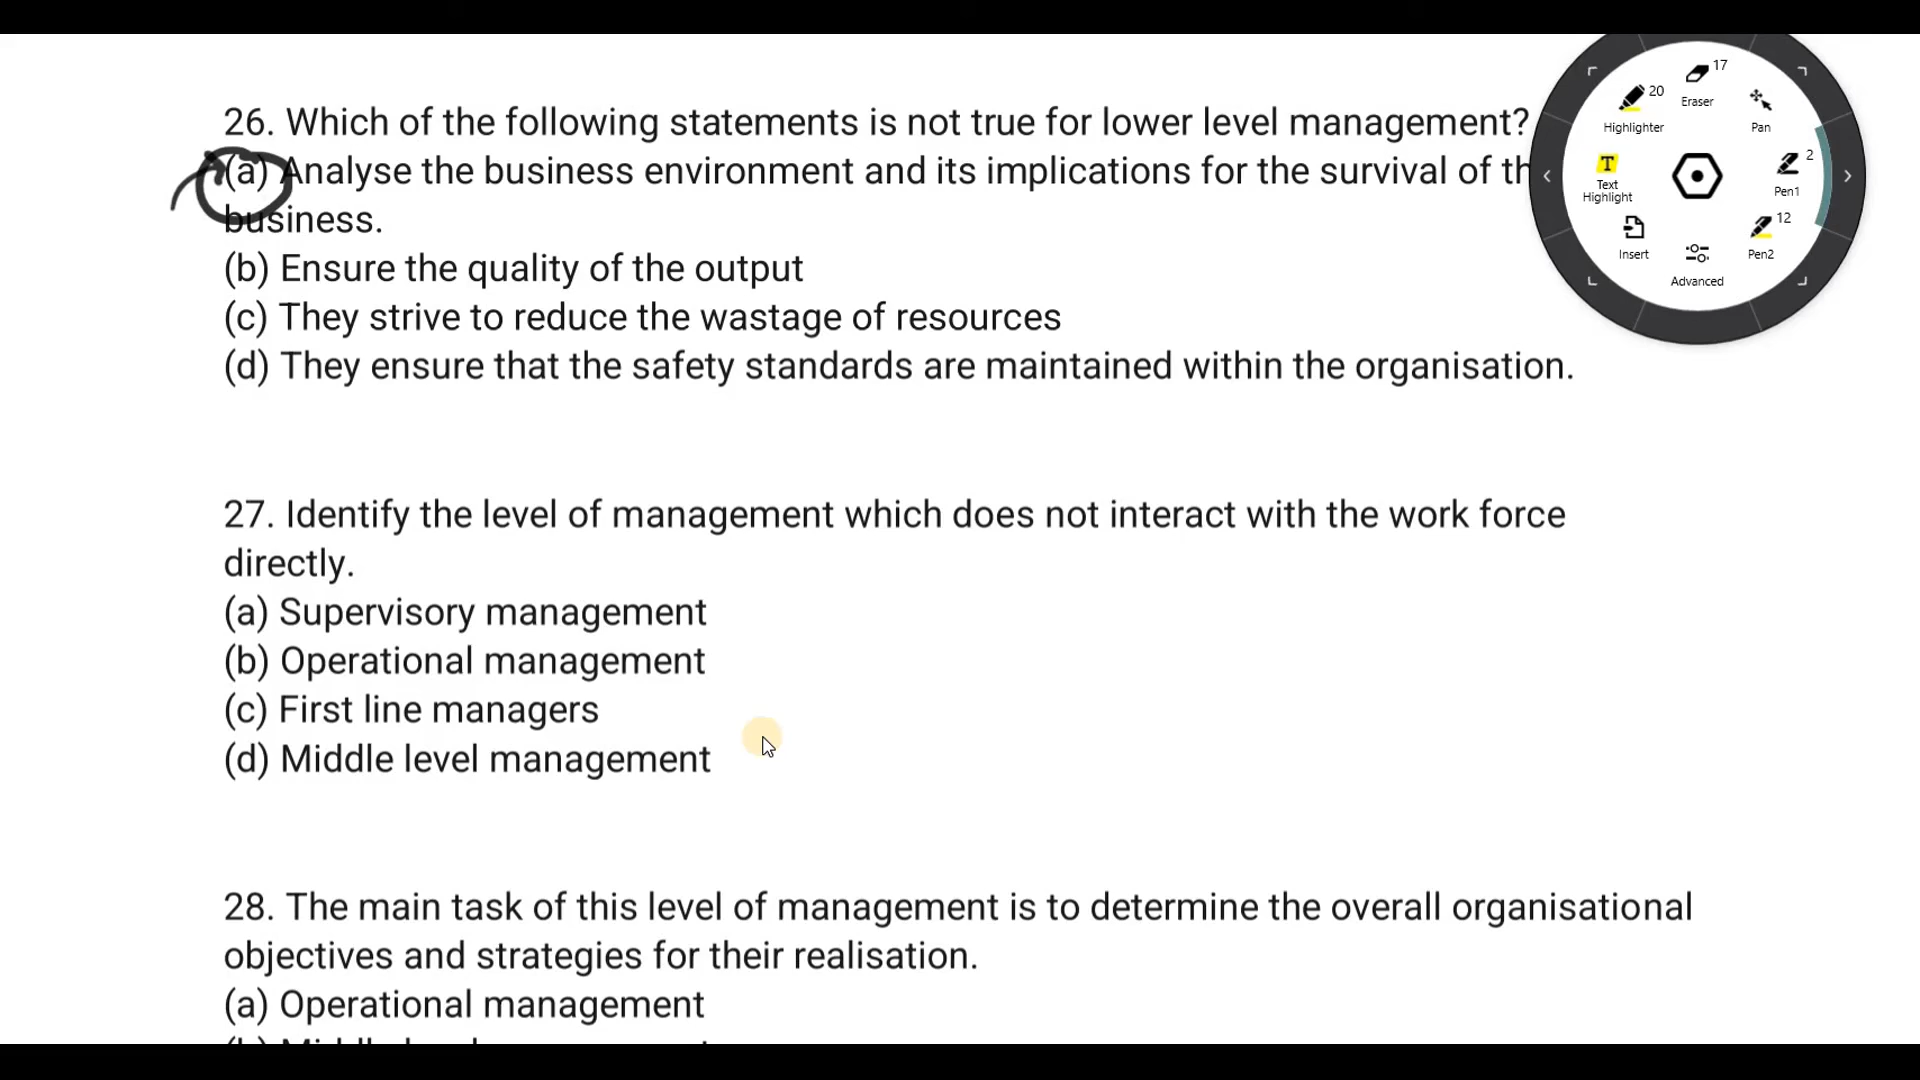 26. Which of the following statements is not true for lower level management?
(a) Analyse the business environment and its implications for the survival of th
business.
(b) Ensure the quality of the output
(c) They strive to reduce the wastage of resources
(d) They ensure that the safety standards are maintained within the organisation.
27. Identify the level of management which does not interact with the work force
directly.
(a) Supervisory management
(b) Operational management
(c) First line managers
(d) Middle level management
28. The main task of this level of management is to determine the overall organisational
objectives and strategies for their realisation.
(a) Operational management
17
Eraser
20
Highlighter
Pan
Text
Highlight
2
Pen1
Insert
12
Pen2
Advanced